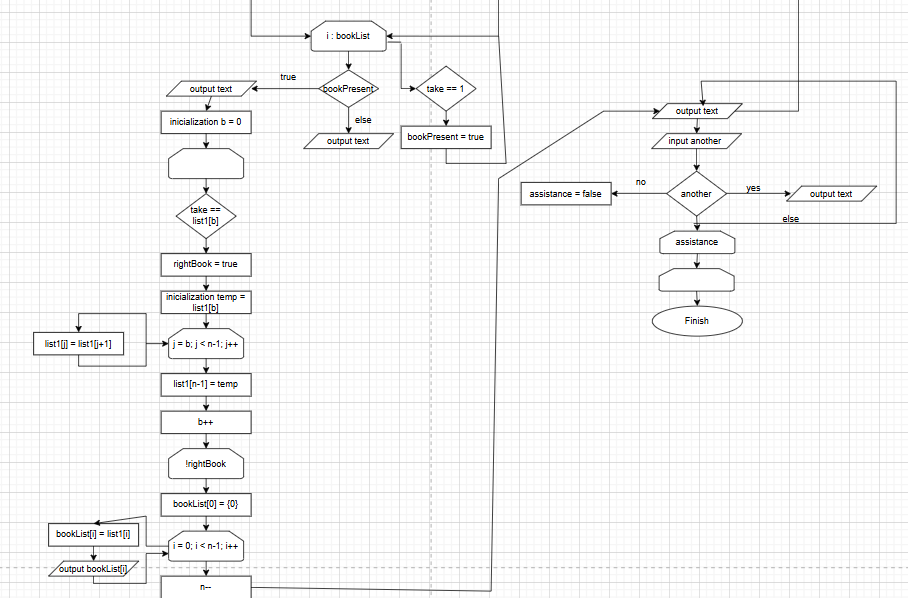 i : bookList
true
output text
bookPresent
take == 1
else
output text
bookPresent = true
inicialization b = 0
take ==
list1[b]
rightBook = true
inicialization temp =
list1[b]
list1[j] = list1[j+1]
j = b; j < n-1; j++
list1[n-1] = temp
b++
!rightBook
bookList[0] = {0}
bookList[i] = list1[i]
i = 0; i < n-1; i++
output bookList[i]
n--
output text
input another
no
assistance = false
another
yes
output text
else
assistance
Finish